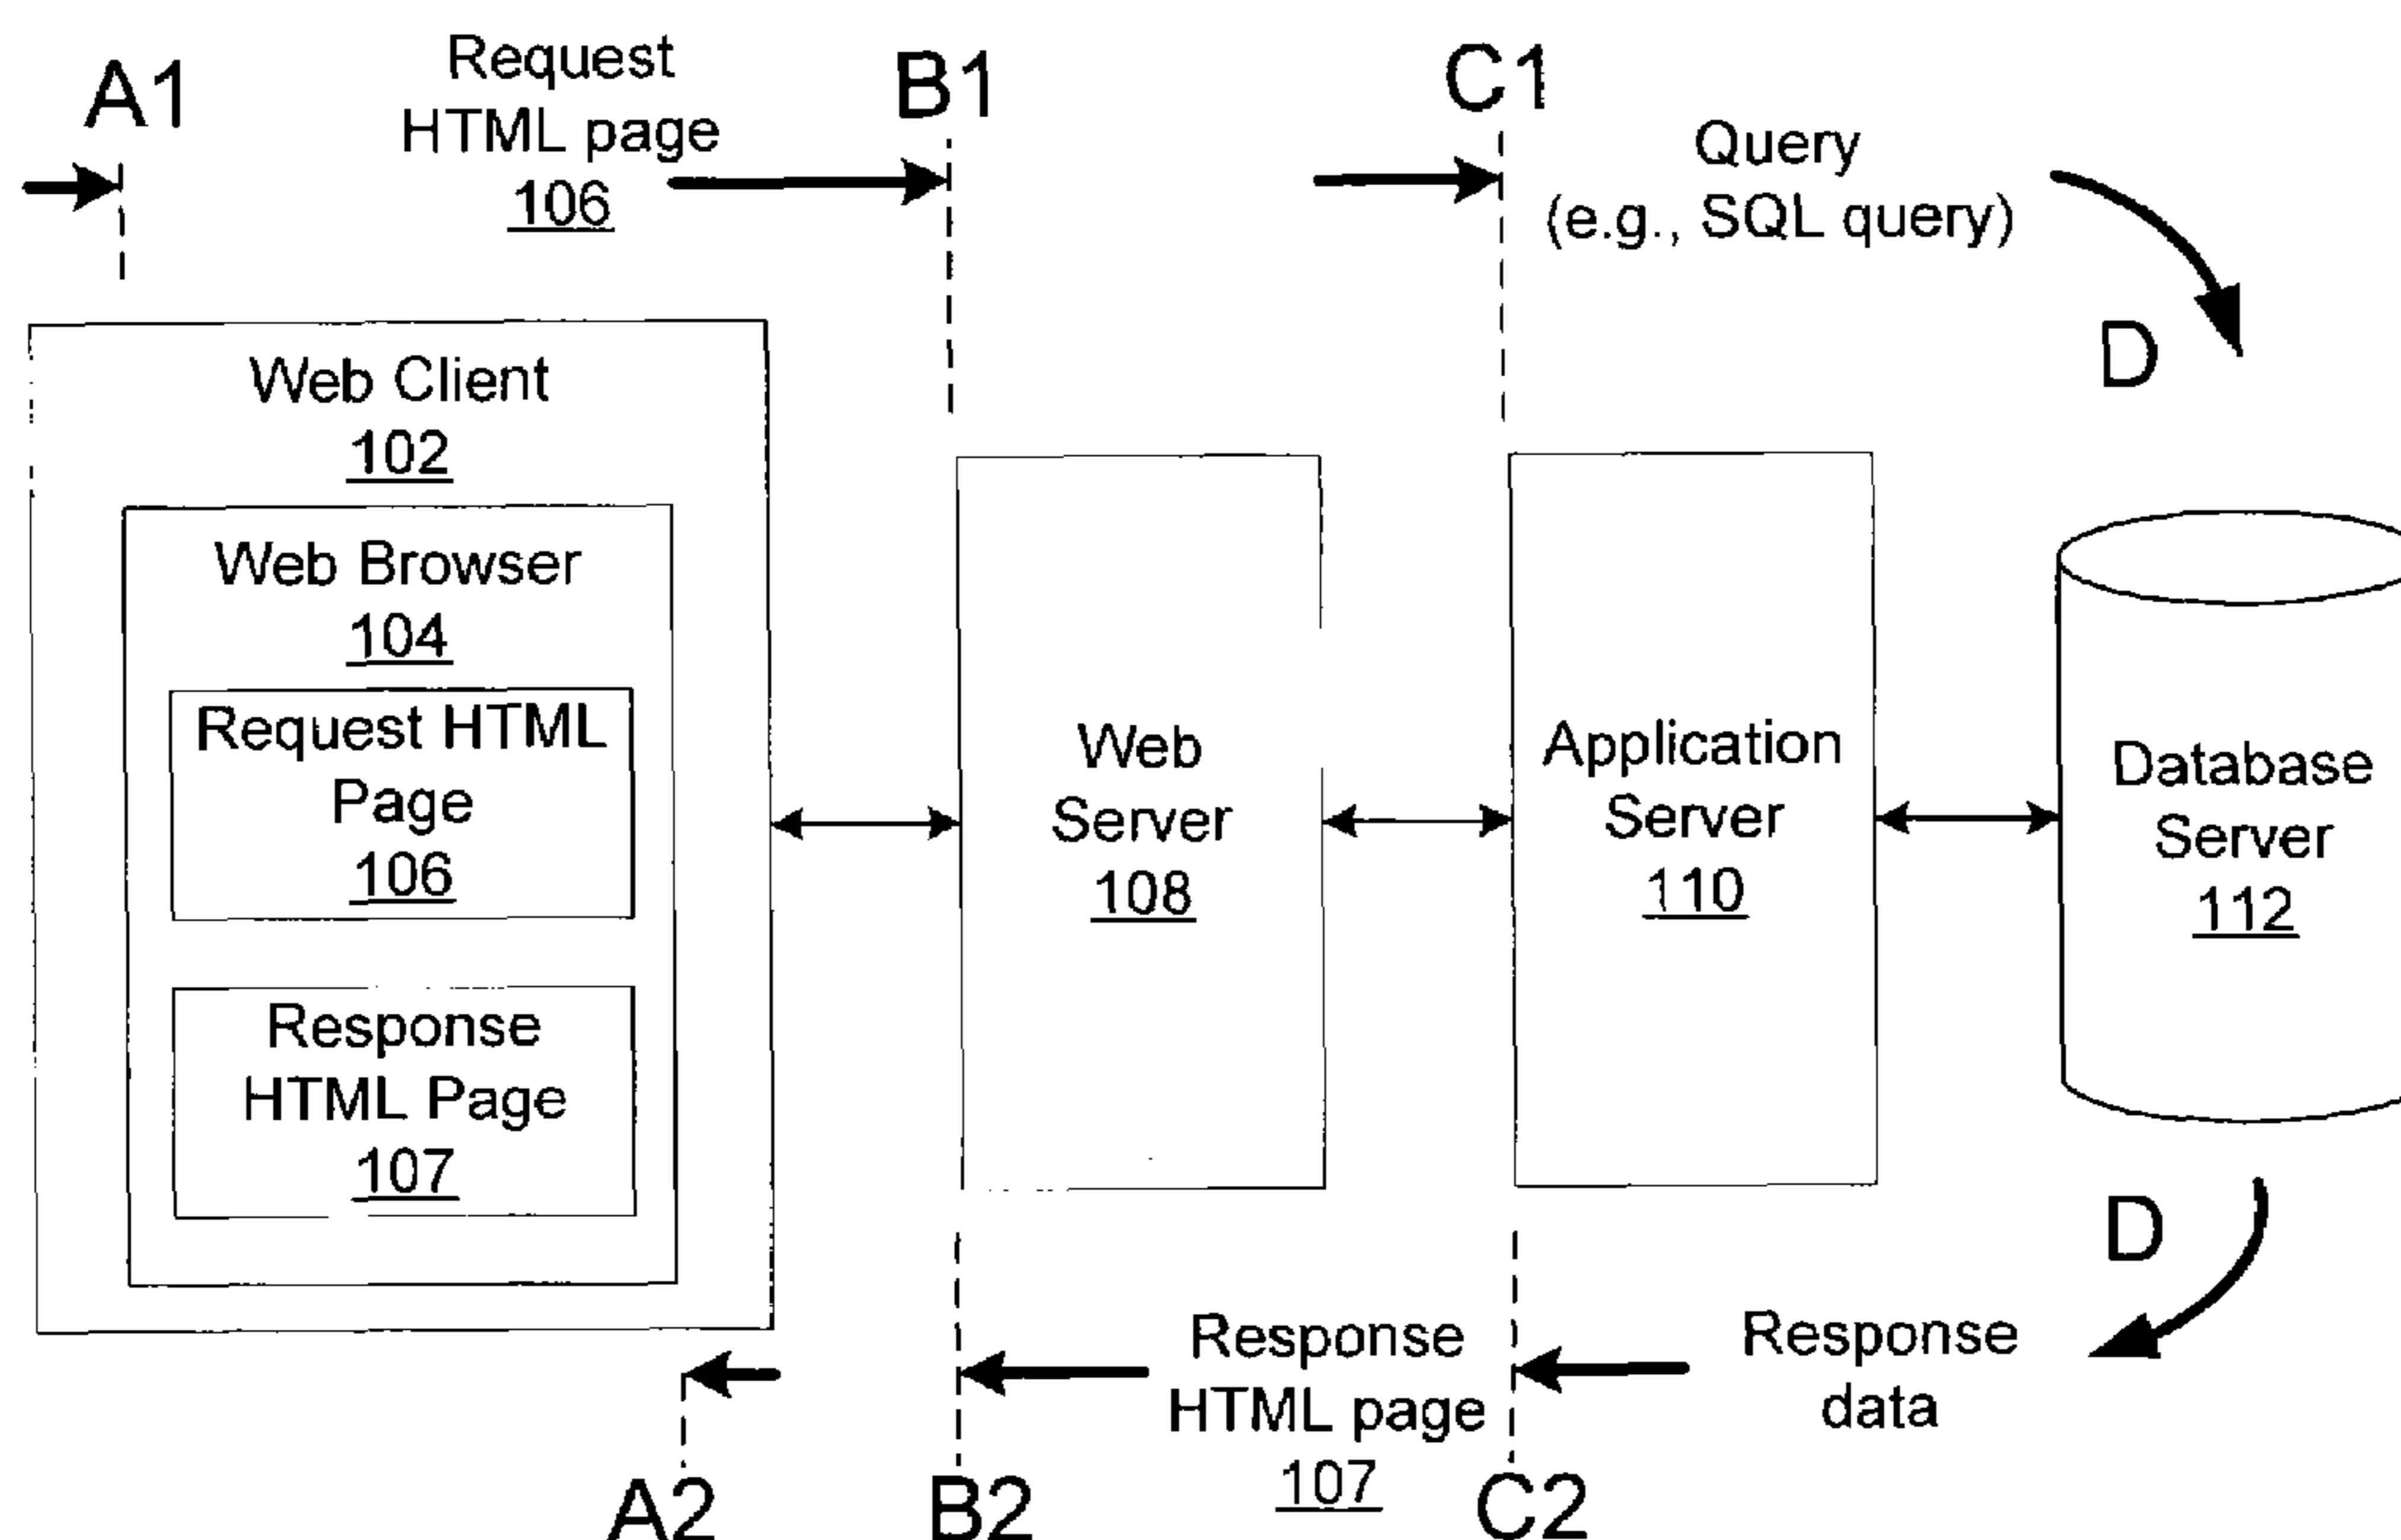 A1
Request
HTML page
106
B1
C1
Query
(e.g., SQL query)
D
Web Client
102
Web Browser
104
Request HTML
Page
106
Response
HTML Page
107
Web
Server
108
Application
Server
110
Database
Server
112
D
Response
HTML page
107
Response
data
A2
B2
C2